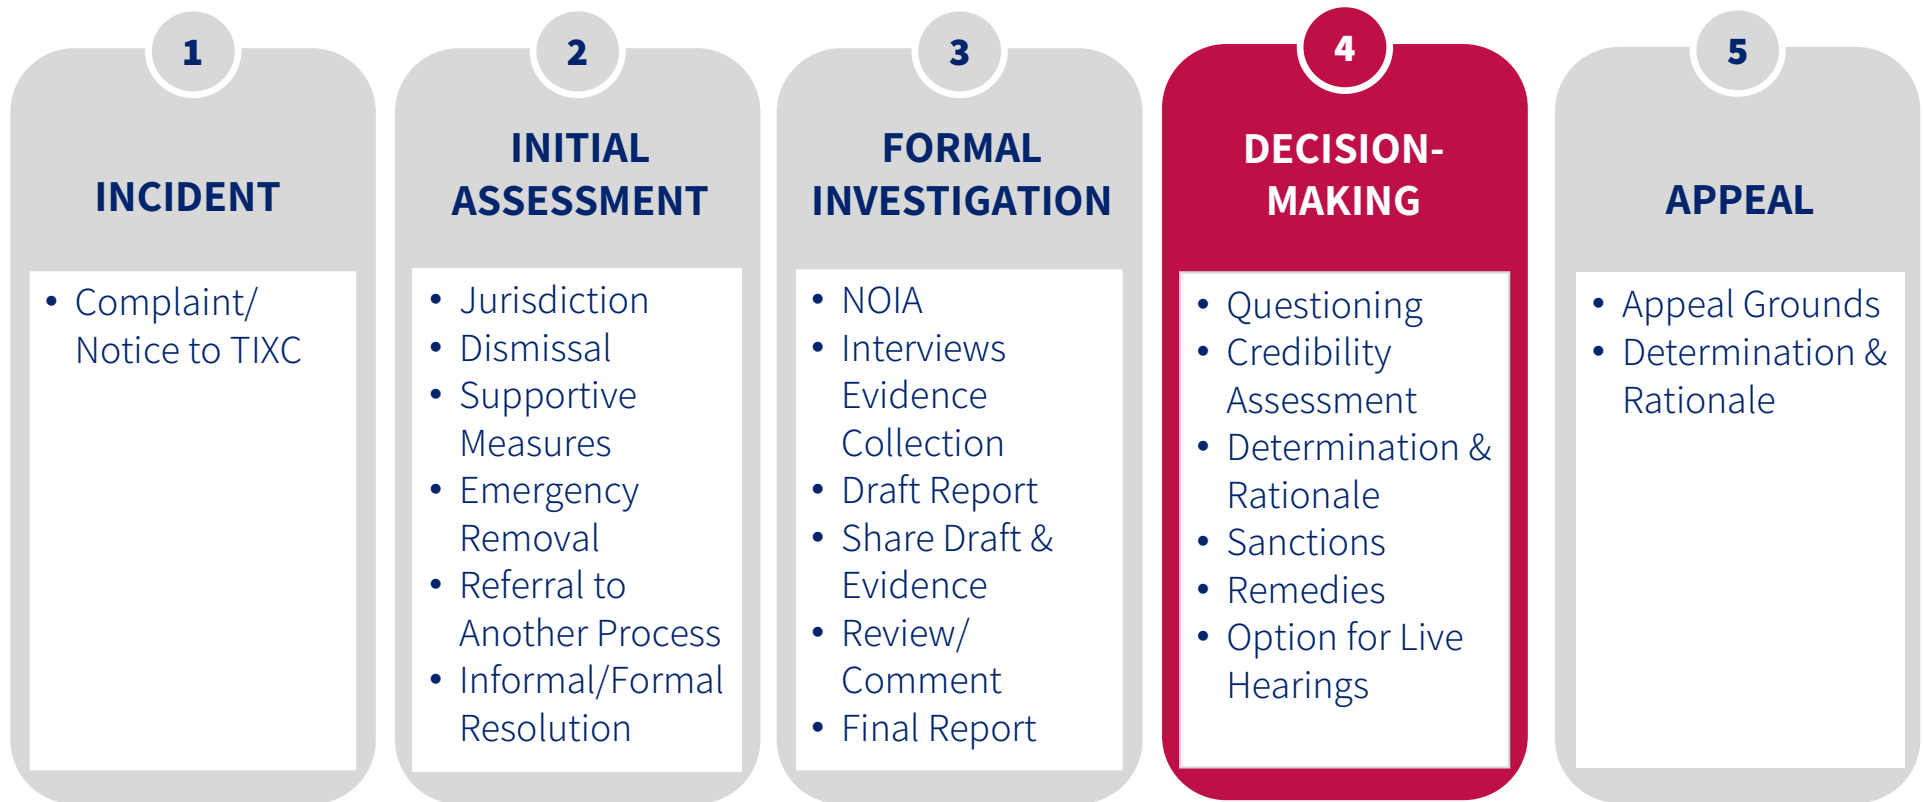 1
INCIDENT
• Complaint/
Notice to TIXC
2
INITIAL
ASSESSMENT
• Jurisdiction
• Dismissal
• Supportive
Measures
• Emergency
Removal
• Referral to
Another Process
• Informal/Formal
Resolution
3
FORMAL
INVESTIGATION
• NOIA
• Interviews
Evidence
Collection
• Draft Report
• Share Draft &
Evidence
• Review/
Comment
• Final Report
4
DECISION-
MAKING
• Questioning
• Credibility
Assessment
• Determination &
Rationale
• Sanctions
• Remedies
• Option for Live
Hearings
5
APPEAL
• Appeal Grounds
• Determination &
Rationale